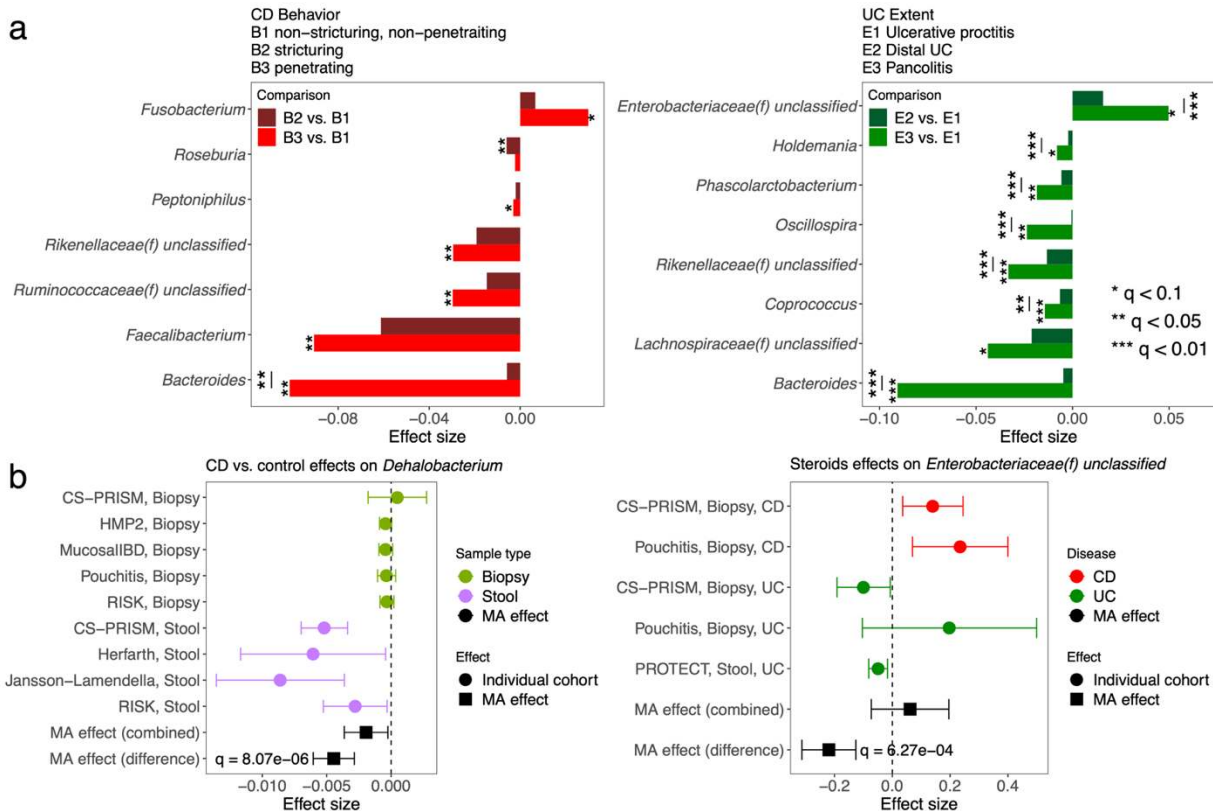 a
CD Behavior
B1 non-stricturing, non-penetraiting
B2 stricturing
B3 penetrating
Comparison
B2 vs. B1
B3 vs. B1
Fusobacterium
*
Roseburia
**
Peptoniphilus
*
Rikenellaceae(f) unclassified
**
Ruminococcaceae(f) unclassified
**
Faecalibacterium
**
Bacteroides
**
**
−0.08 −0.04 0.00
Effect size
UC Extent
E1 Ulcerative proctitis
E2 Distal UC
E3 Pancolitis
Comparison
E2 vs. E1
E3 vs. E1
Enterobacteriaceae(f) unclassified
*
***
Holdemania
***
*
Phascolarctobacterium
***
**
Oscillospira
***
**
Rikenellaceae(f) unclassified
***
***
Coprococcus
**
**
Lachnospiraceae(f) unclassified
*
Bacteroides
***
***
* q < 0.1
** q < 0.05
*** q < 0.01
−0.10 −0.05 0.00 0.05
Effect size
b
CD vs. control effects on Dehalobacterium
CS−PRISM, Biopsy
HMP2, Biopsy
MucosalIBD, Biopsy
Pouchitis, Biopsy
RISK, Biopsy
CS−PRISM, Stool
Herfarth, Stool
Jansson−Lamendella, Stool
RISK, Stool
MA effect (combined)
MA effect (difference)
q = 8.07e−06
−0.010 −0.005 0.000
Effect size
Sample type
Biopsy
Stool
MA effect
Effect
Individual cohort
MA effect
Steroids effects on Enterobacteriaceae(f) unclassified
CS−PRISM, Biopsy, CD
Pouchitis, Biopsy, CD
CS−PRISM, Biopsy, UC
Pouchitis, Biopsy, UC
PROTECT, Stool, UC
MA effect (combined)
MA effect (difference)
q = 6.27e−04
−0.2 0.0 0.2 0.4
Effect size
Disease
CD
UC
MA effect
Effect
Individual cohort
MA effect